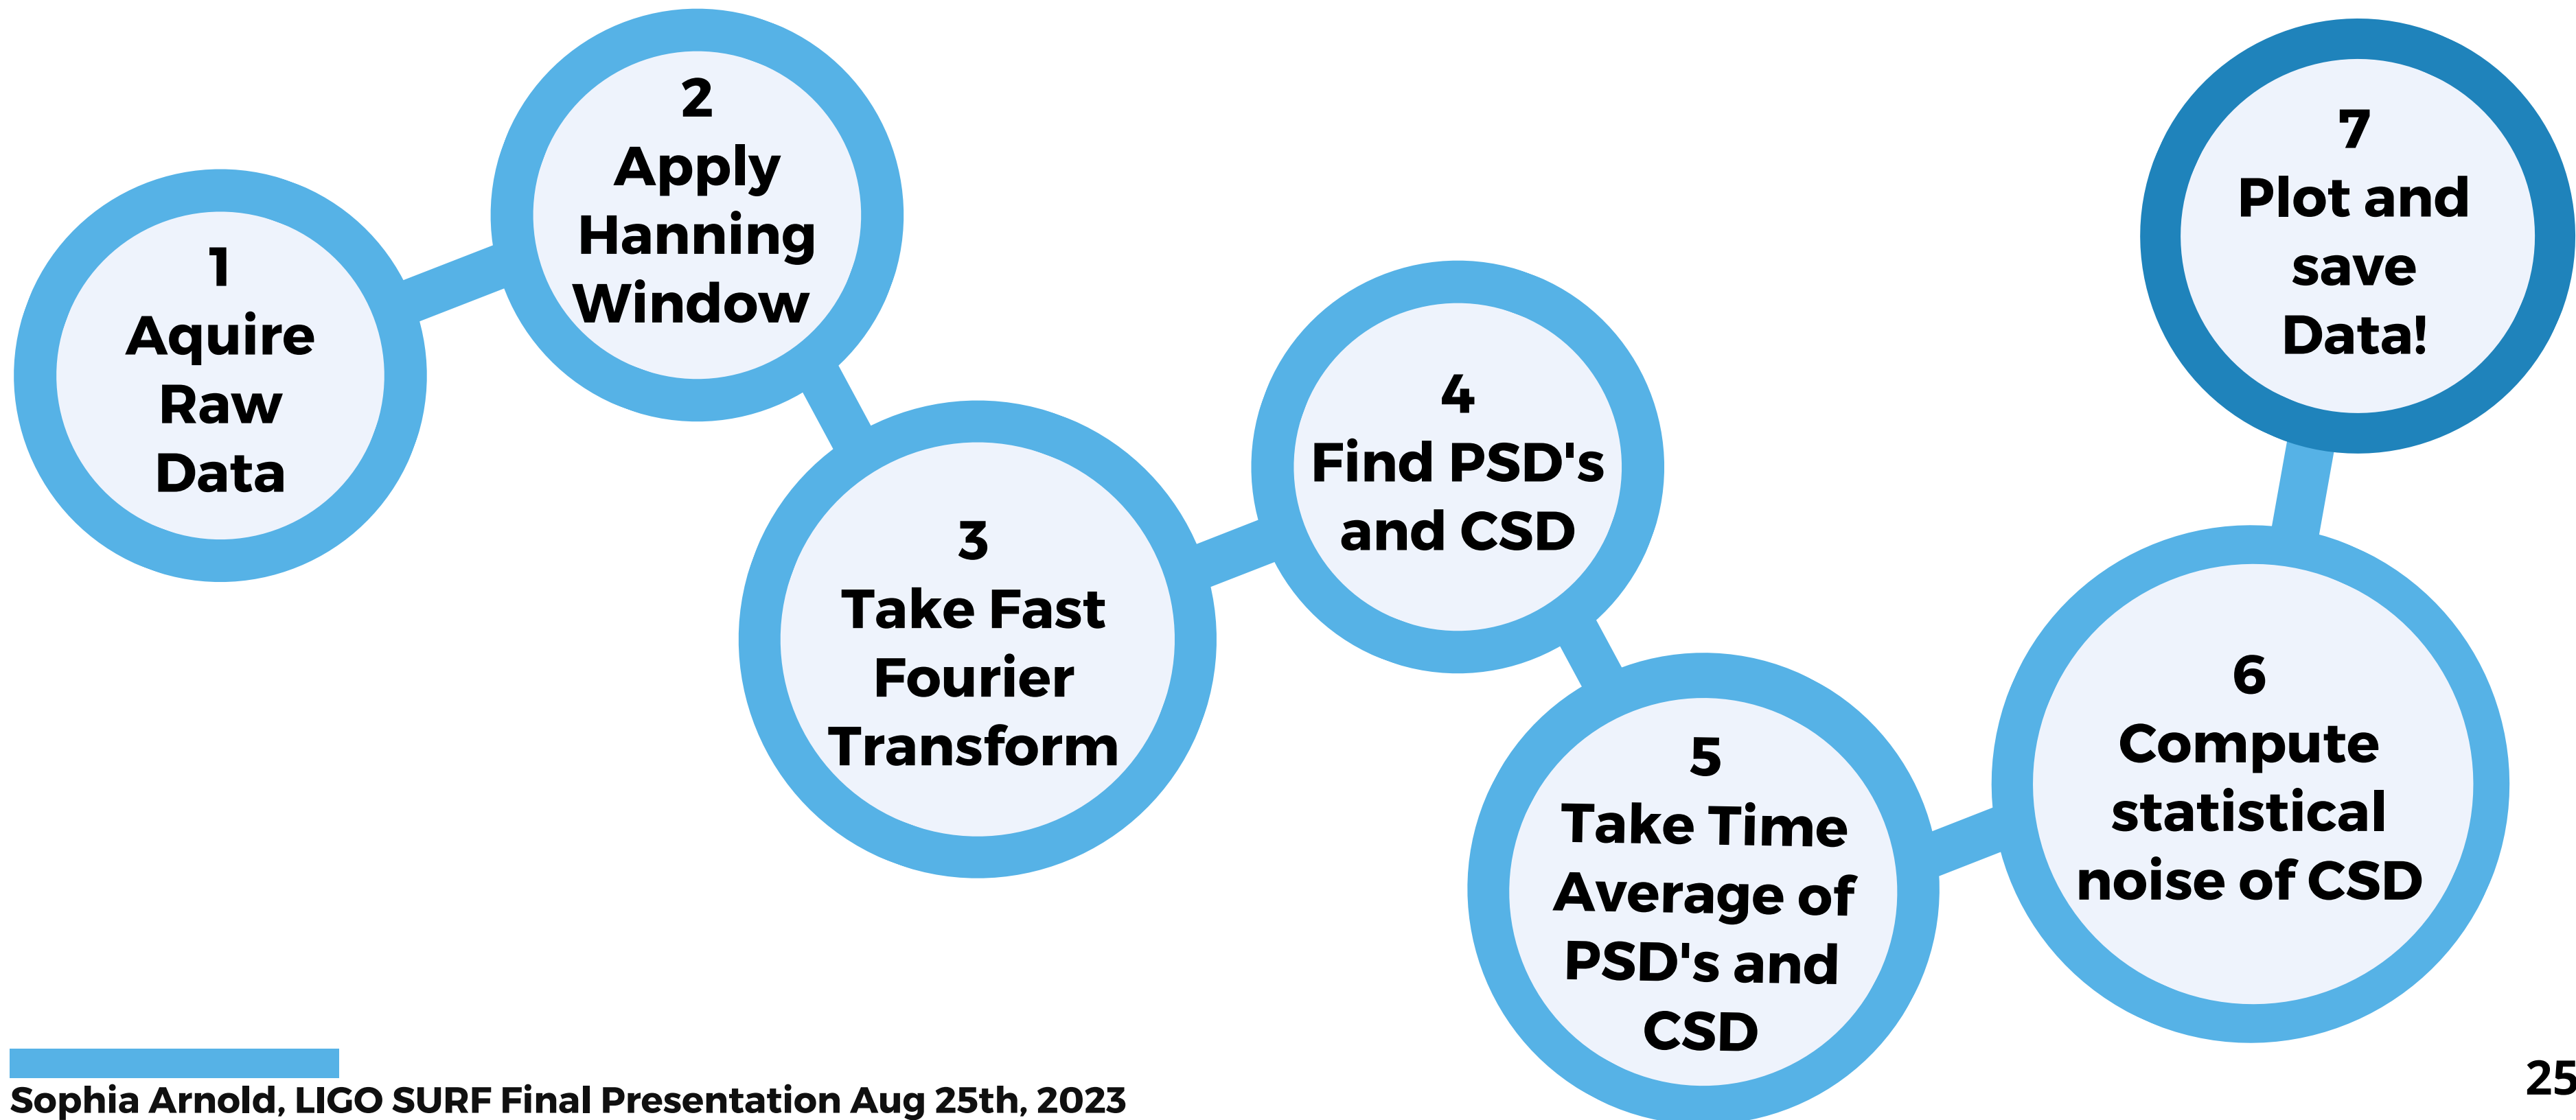 1
Aquire
Raw
Data
2
Apply
Hanning
Window
3
Take Fast
Fourier
Transform
4
Find PSD's
and CSD
5
Take Time
Average of
PSD's and
CSD
6
Compute
statistical
noise of CSD
7
Plot and
save
Data!
Sophia Arnold, LIGO SURF Final Presentation Aug 25th, 2023
25